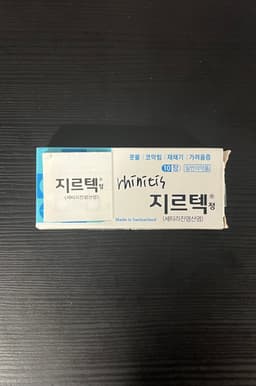 콧물 | 코막힘 | 재채기 | 가려움증
10정 일반의약품
rhinitis
지르텍®정
(세티리진염산염)
지르텍®정
(세티리진염산염)
Made in Switzerland